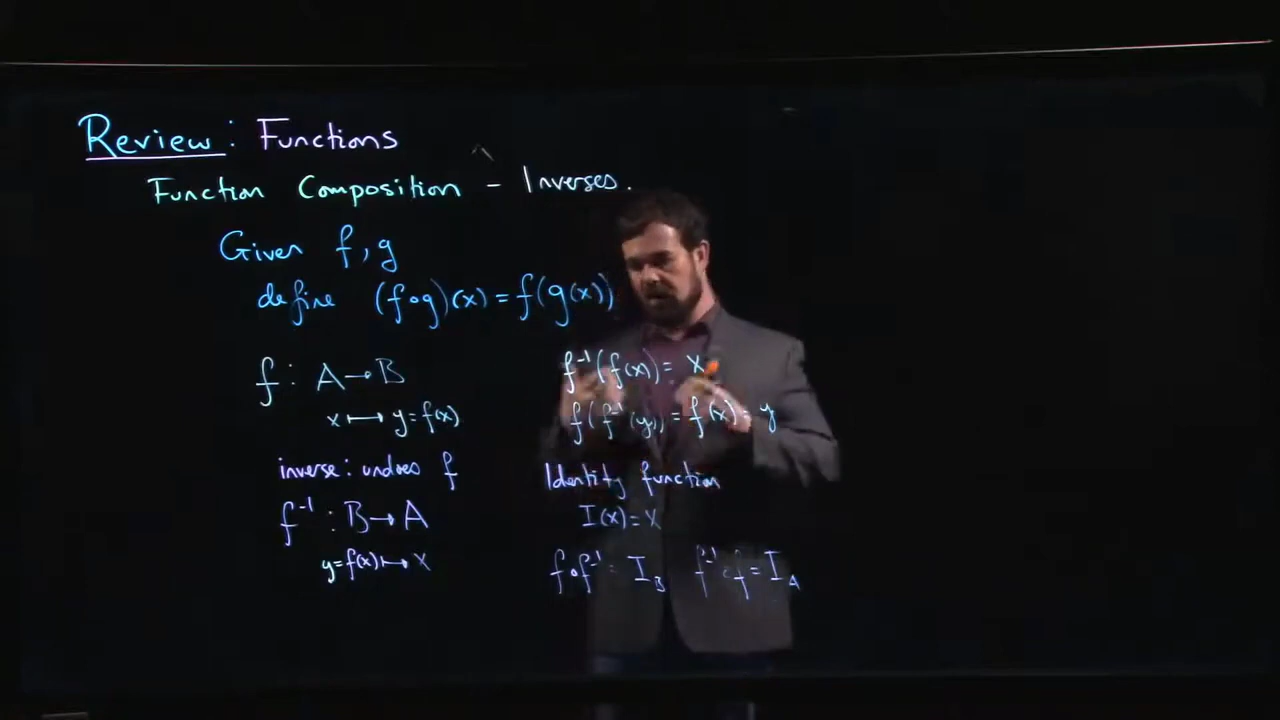 Review: Functions
Function Composition - Inverses.
Given f, g
define (f∘g)(x) = f(g(x))
f: A→B
x ↦ y=f(x)
inverse: undoes f
f⁻¹: B→A
y=f(x) ↦ x
f⁻¹(f(x)) = x
f(f⁻¹(y)) = f(x) = y
Identity function
I(x) = x
f∘f⁻¹ = I_B f⁻¹∘f = I_A